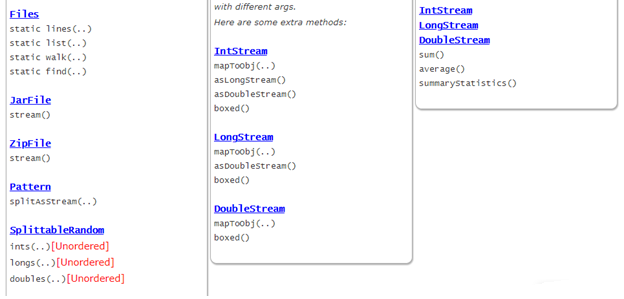 Files
static lines(..)
static list(..)
static walk(..)
static find(..)
JarFile
stream()
ZipFile
stream()
Pattern
splitAsStream(..)
SplittableRandom
ints(..)[Unordered]
longs(..)[Unordered]
doubles(..)[Unordered]
with different args.
Here are some extra methods:
IntStream
mapToObj(..)
asLongStream()
asDoubleStream()
boxed()
LongStream
mapToObj(..)
asDoubleStream()
boxed()
DoubleStream
mapToObj(..)
boxed()
IntStream
LongStream
DoubleStream
sum()
average()
summaryStatistics()